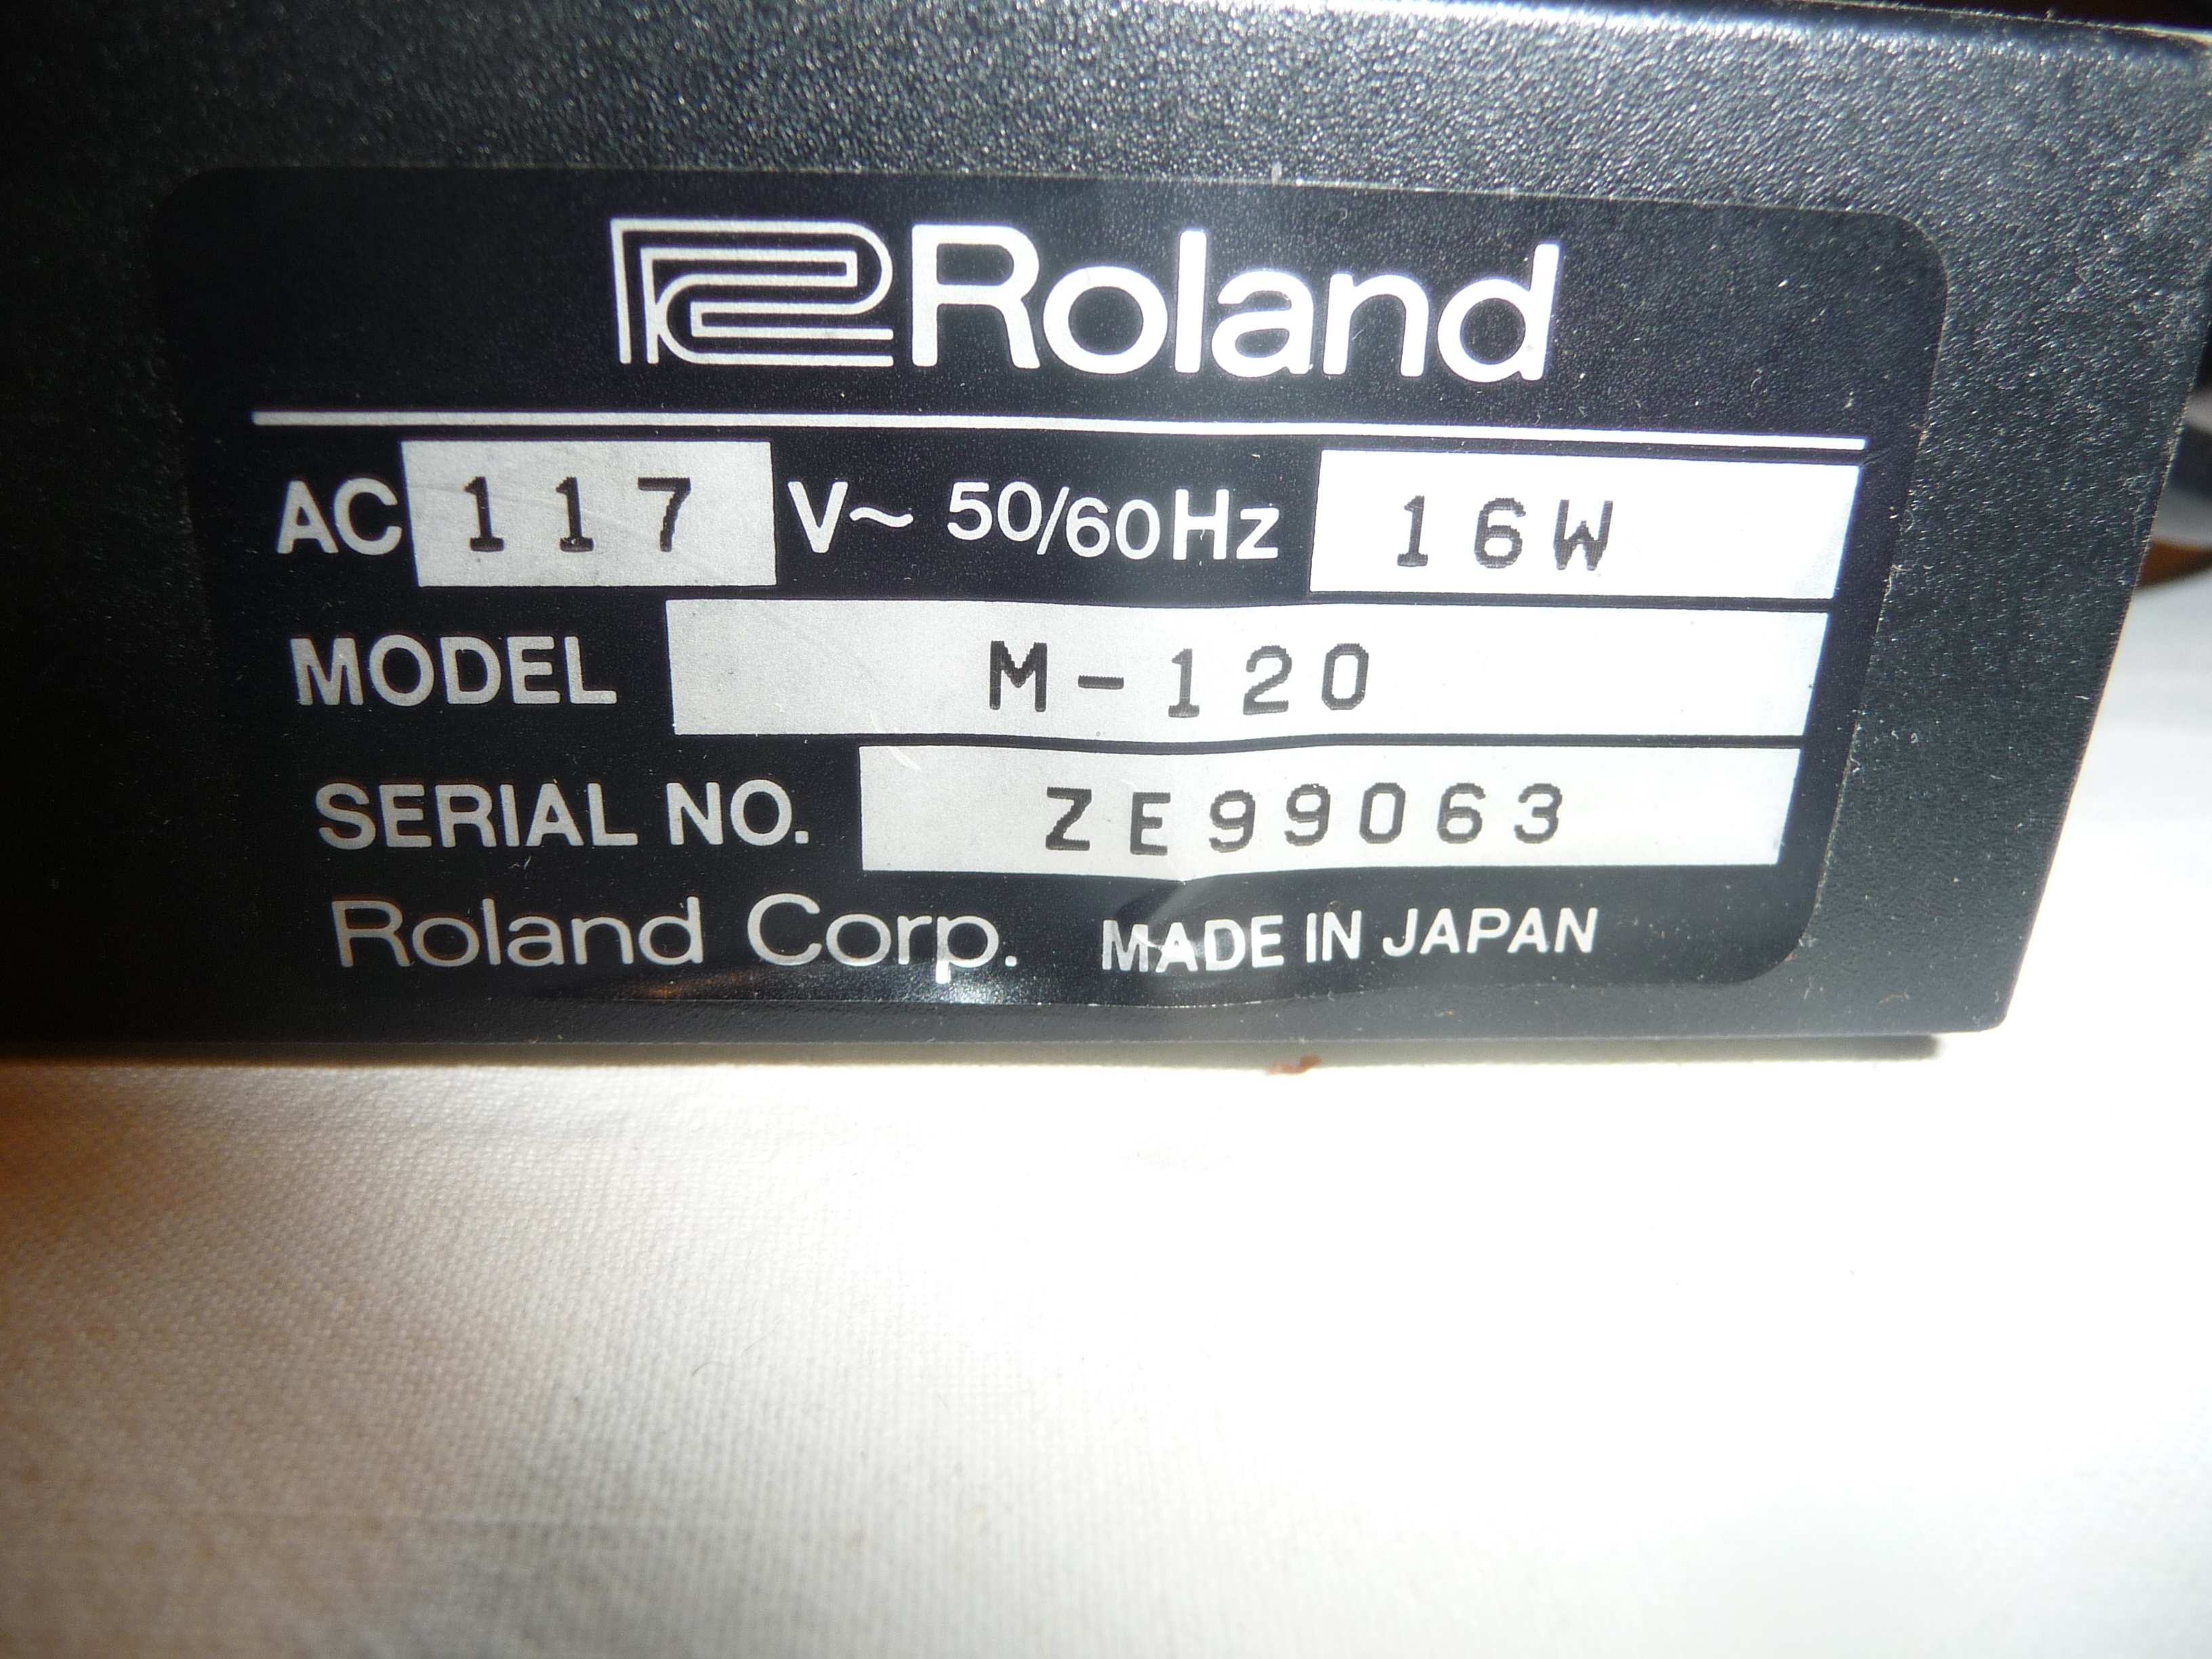 Roland
AC 117 V~ 50/60Hz 16W
MODEL M-120
SERIAL NO. ZE99063
Roland Corp. MADE IN JAPAN